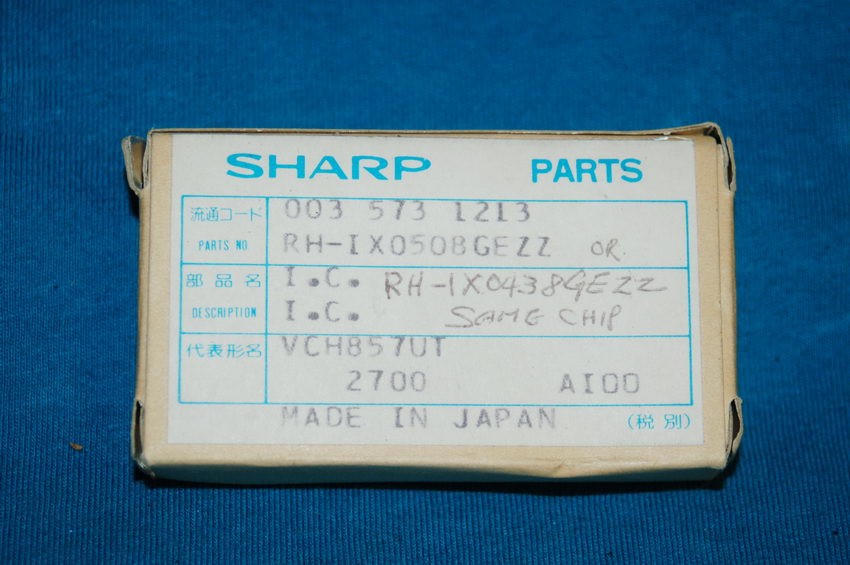 SHARP PARTS
流通コード 003 573 1213
PARTS NO RH-IX0508GEZZ OR.
部品名 I.C. RH-IX0438GEZZ
DESCRIPTION I.C. SAME CHIP
代表形名 VCH857UT
2700 AI00
MADE IN JAPAN (税別)